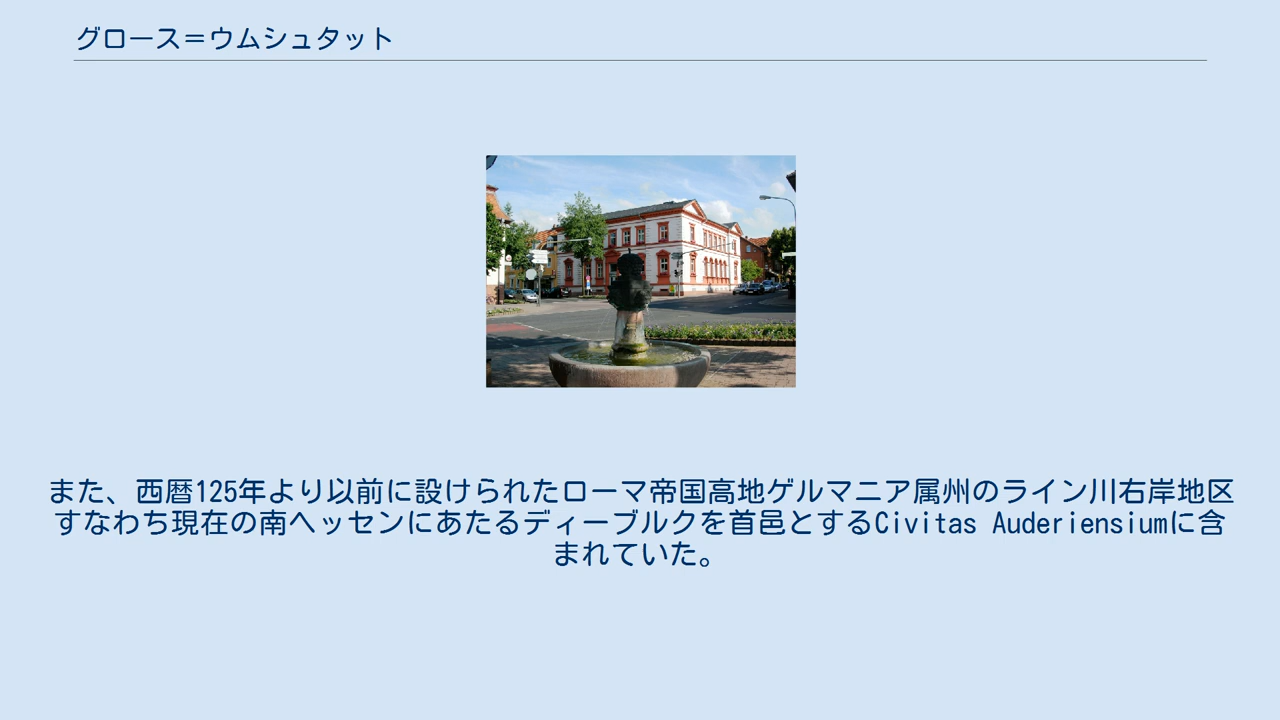 グロース＝ウムシュタット
また、西暦125年より以前に設けられたローマ帝国高地ゲルマニア属州のライン川右岸地区
すなわち現在の南ヘッセンにあたるディーブルクを首邑とするCivitas Auderiensiumに含
まれていた。